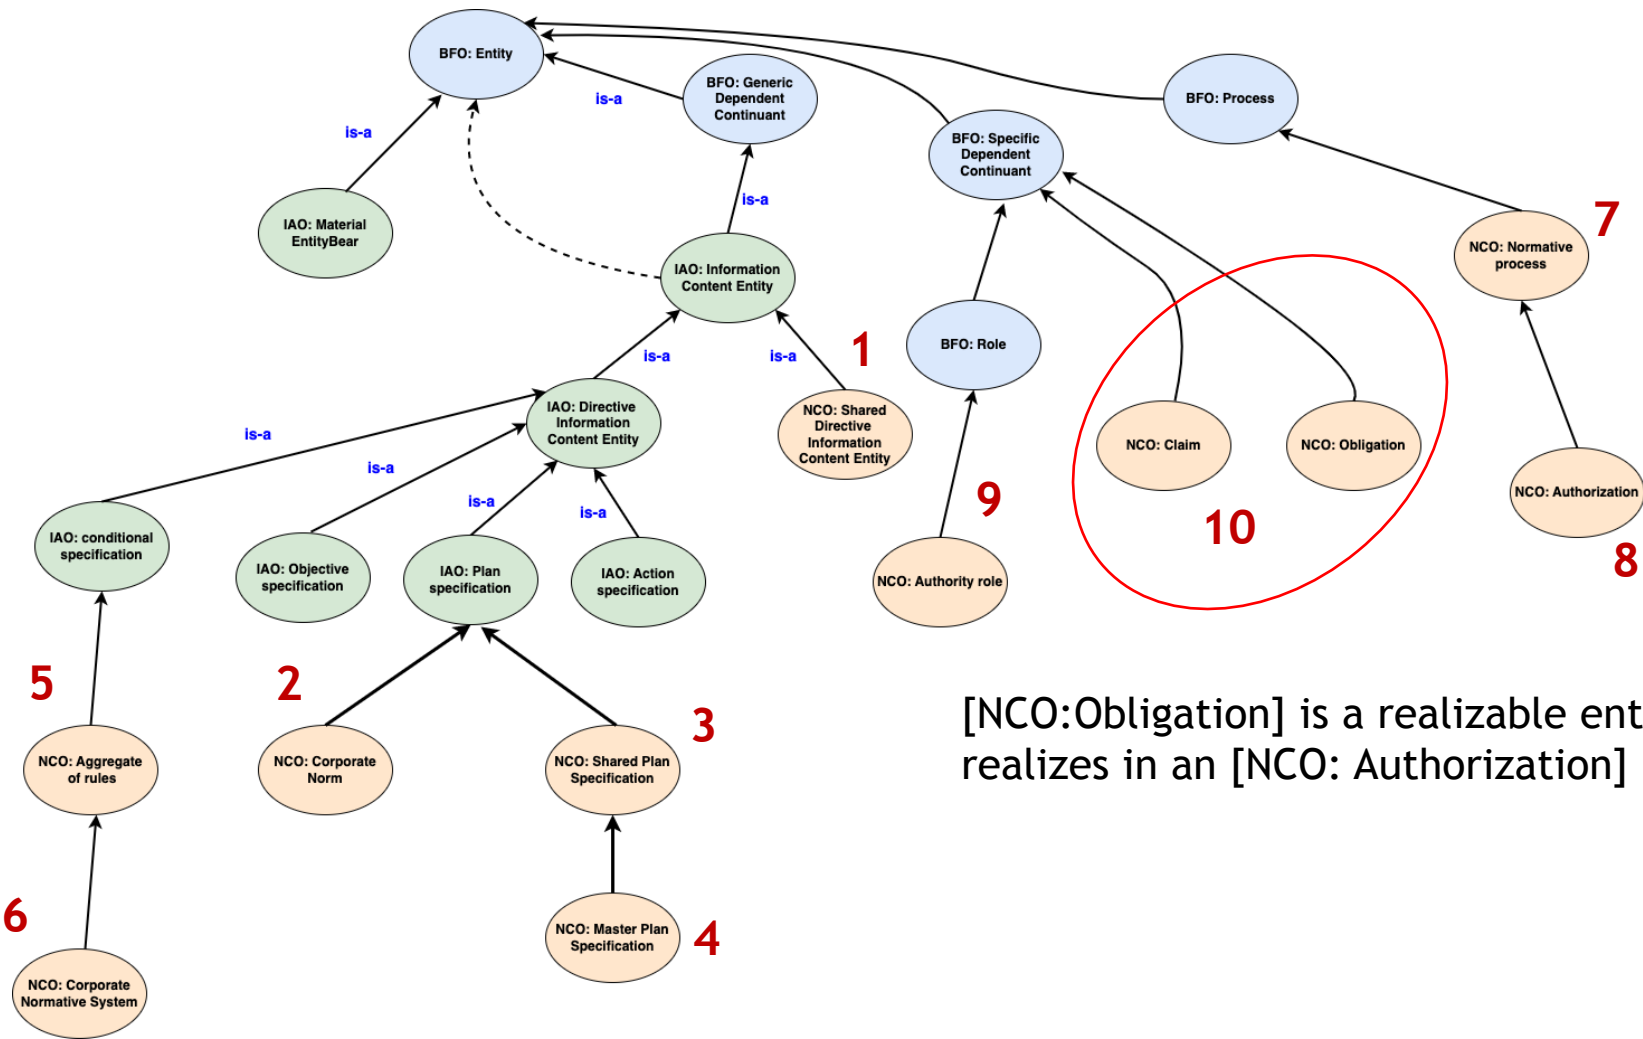 BFO: Entity
BFO: Generic
Dependent
Continuant
BFO: Process
is-a
is-a
BFO: Specific
Dependent
Continuant
is-a
IAO: Material
EntityBear
7
NCO: Normative
process
IAO: Information
Content Entity
BFO: Role
1
is-a
is-a
NCO: Shared
Directive
Information
Content Entity
IAO: Directive
Information
Content Entity
is-a
is-a
NCO: Claim
NCO: Obligation
NCO: Authorization
is-a
is-a
9
10
8
IAO: conditional
specification
IAO: Objective
specification
IAO: Plan
specification
IAO: Action
specification
NCO: Authority role
5
2
3
[NCO:Obligation] is a realizable ent
realizes in an [NCO: Authorization]
NCO: Aggregate
of rules
NCO: Corporate
Norm
NCO: Shared Plan
Specification
6
NCO: Master Plan
Specification
4
NCO: Corporate
Normative System